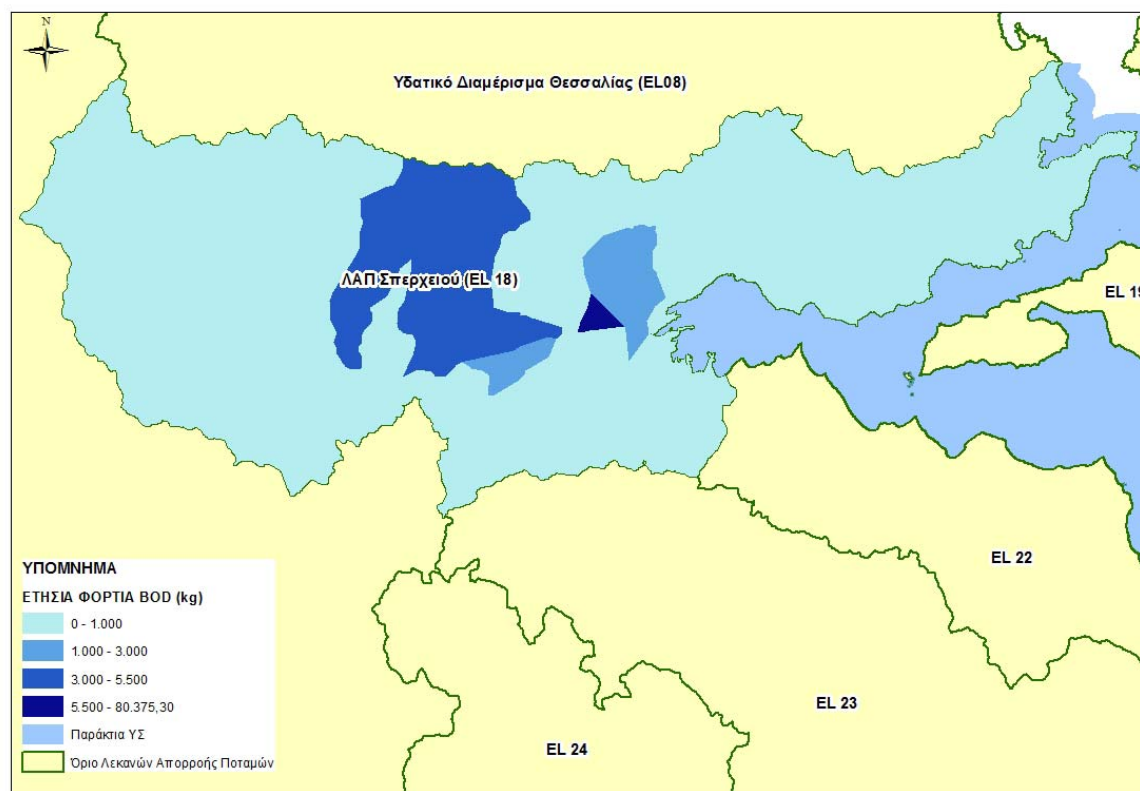 N
Υδατικό Διαμέρισμα Θεσσαλίας (EL08)
ΛΑΠ Σπερχειού (EL 18)
EL 19
EL 22
EL 23
EL 24
ΥΠΟΜΝΗΜΑ
ΕΤΗΣΙΑ ΦΟΡΤΙΑ BOD (kg)
0 - 1.000
1.000 - 3.000
3.000 - 5.500
5.500 - 80.375,30
Παράκτια ΥΣ
Όριο Λεκανών Απορροής Ποταμών